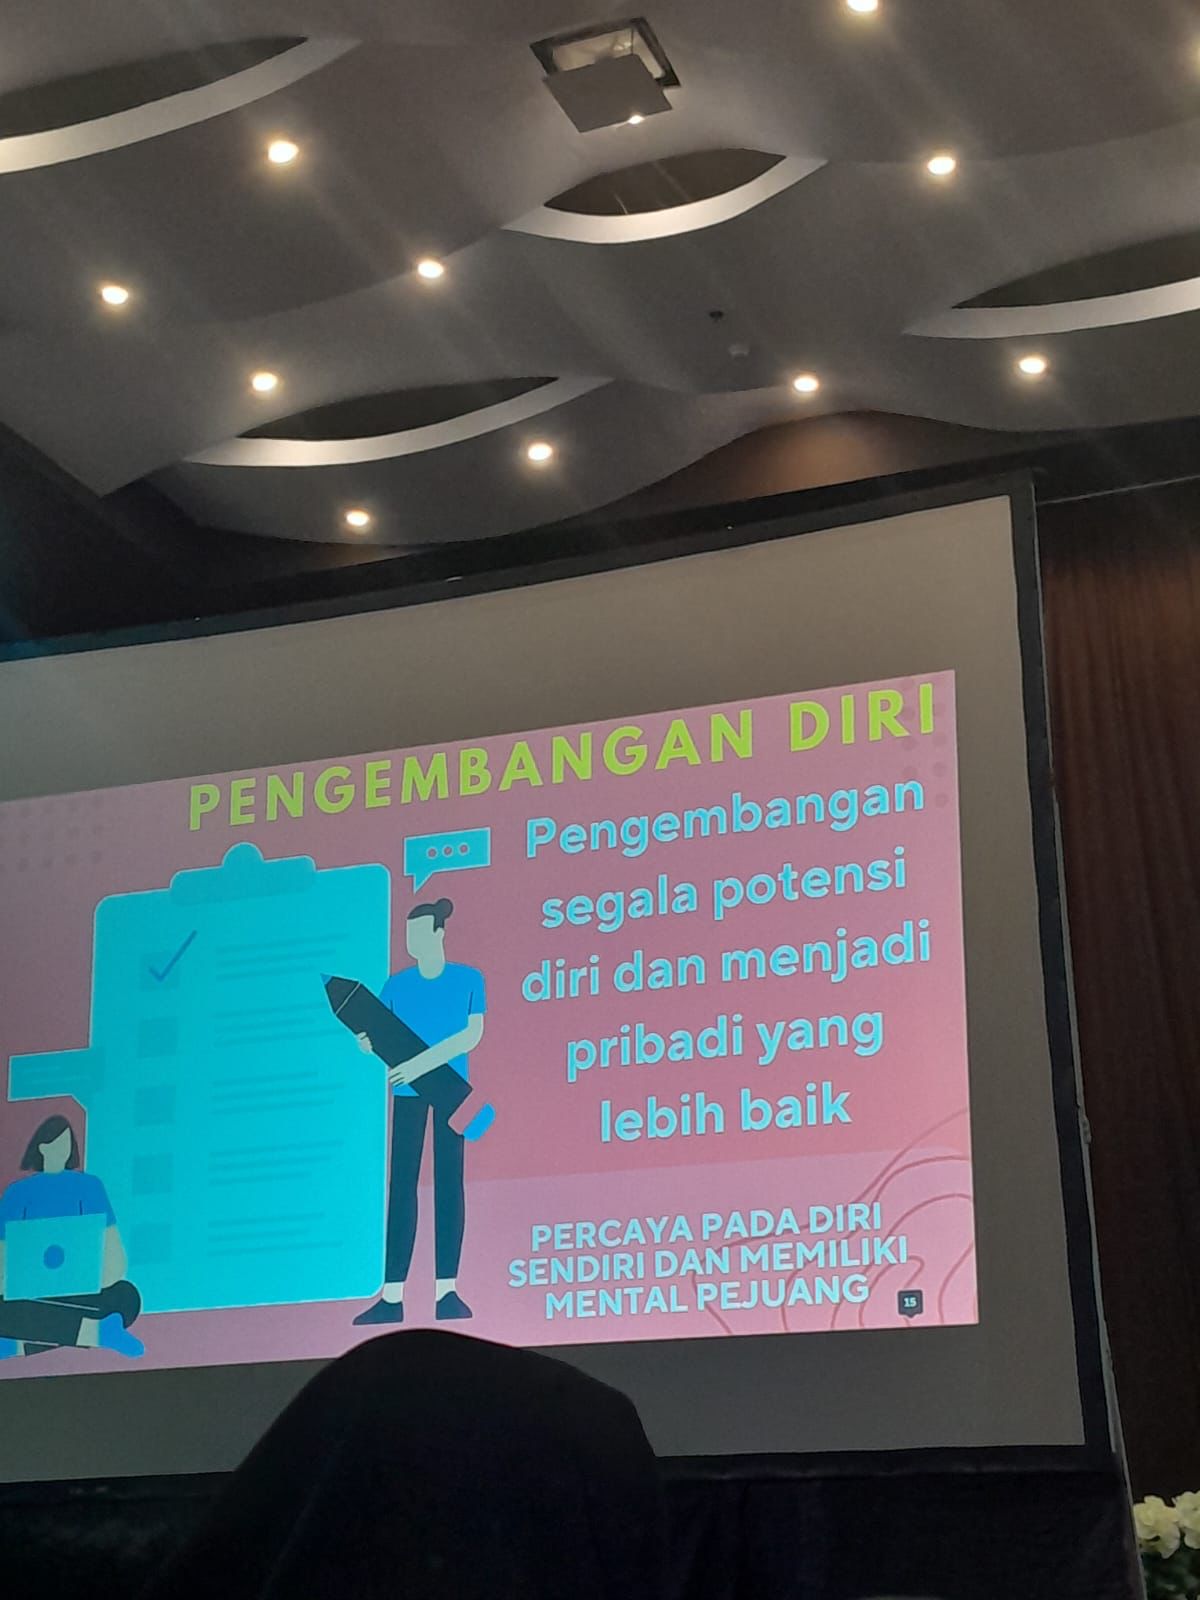 PENGEMBANGAN DIRI
Pengembangan
segala potensi
diri dan menjadi
pribadi yang
lebih baik
PERCAYA PADA DIRI
SENDIRI DAN MEMILIKI
MENTAL PEJUANG
15